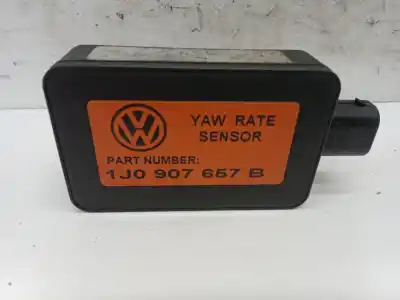 YAW RATE
SENSOR
PART NUMBER:
1J0 907 657 B